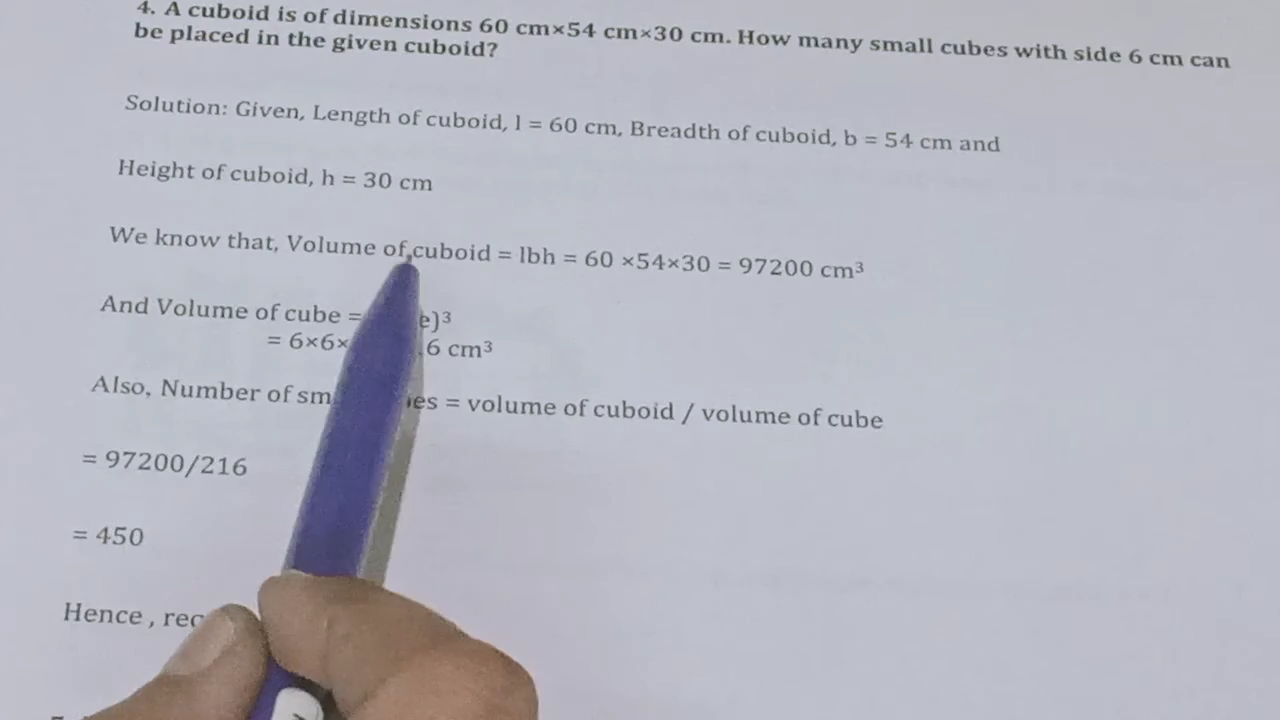 4. A cuboid is of dimensions 60 cm×54 cm×30 cm. How many small cubes with side 6 cm can
be placed in the given cuboid?
Solution: Given, Length of cuboid, l = 60 cm, Breadth of cuboid, b = 54 cm and
Height of cuboid, h = 30 cm
We know that, Volume of cuboid = lbh = 60 ×54×30 = 97200 cm³
And Volume of cube = e)³
= 6×6× 6 cm³
Also, Number of = volume of cuboid / volume of cube
= 97200/216
= 450
Hence ,